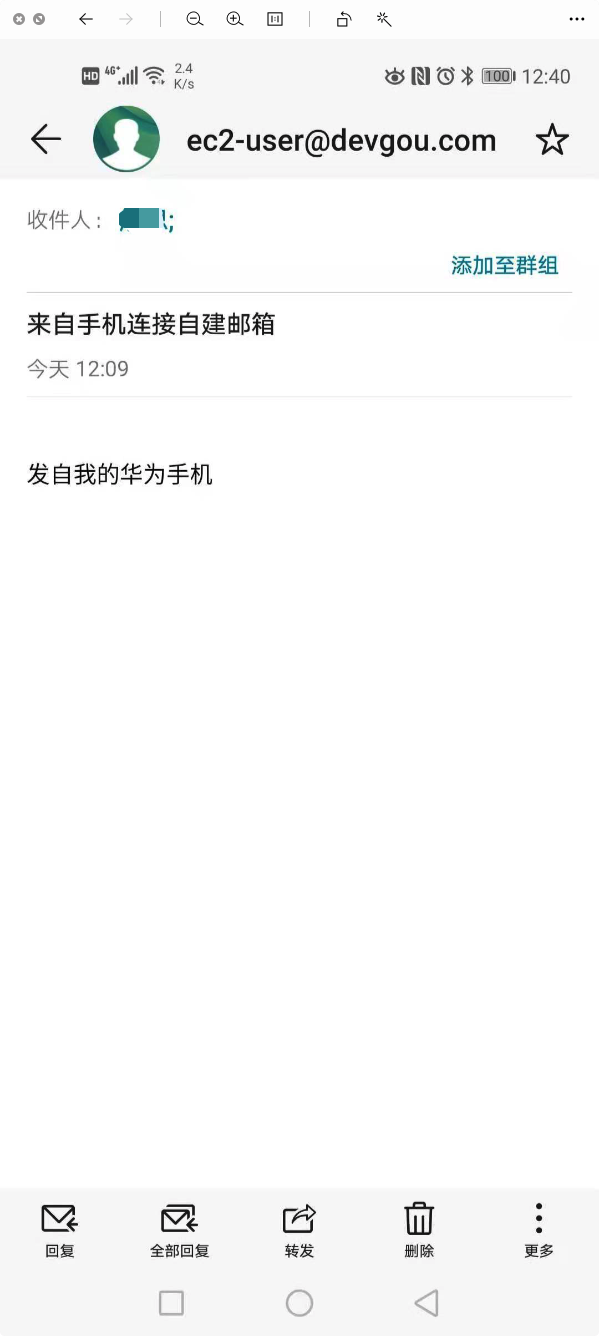 HD 4G+ 2.4 K/s 100 12:40
ec2-user@devgou.com
收件人：
添加至群组
来自手机连接自建邮箱
今天 12:09
发自我的华为手机
回复 全部回复 转发 删除 更多